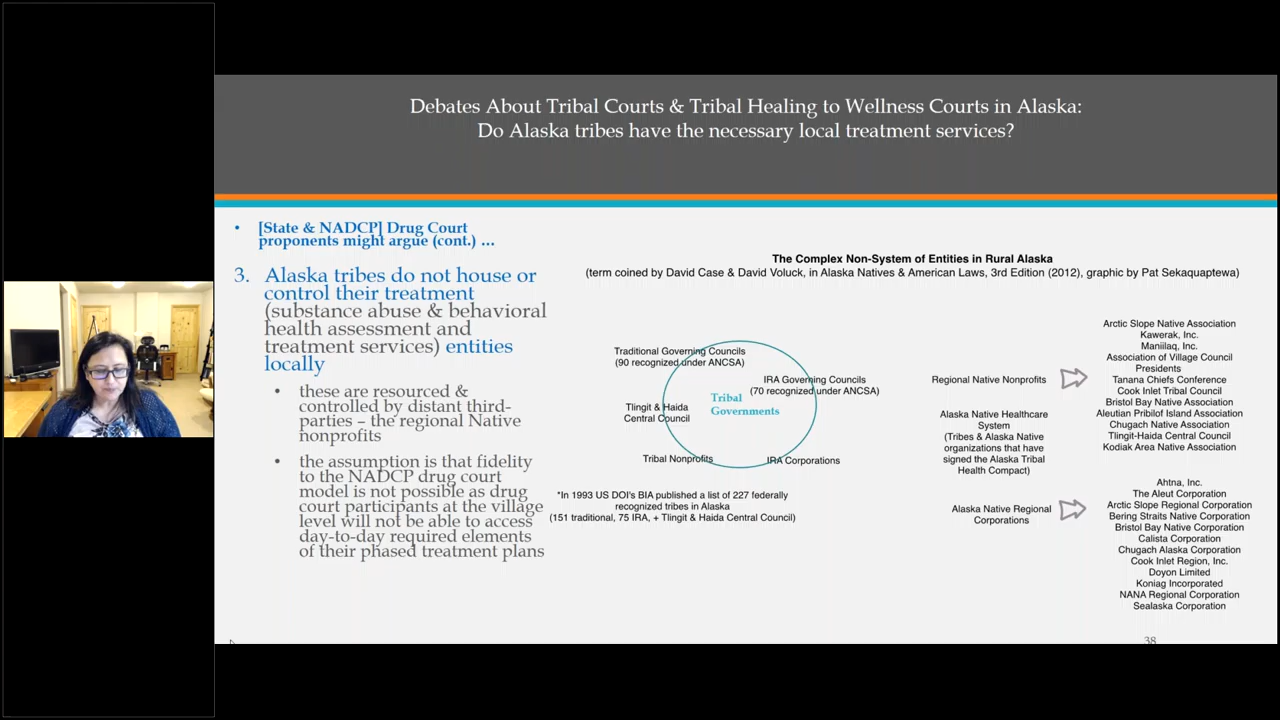 Debates About Tribal Courts & Tribal Healing to Wellness Courts in Alaska:
Do Alaska tribes have the necessary local treatment services?
• [State & NADCP] Drug Court
proponents might argue (cont.) …
3. Alaska tribes do not house or
control their treatment
(substance abuse & behavioral
health assessment and
treatment services) entities
locally
• these are resourced &
controlled by distant third-
parties – the regional Native
nonprofits
• the assumption is that fidelity
to the NADCP drug court
model is not possible as drug
court participants at the village
level will not be able to access
day-to-day required elements
of their phased treatment plans
The Complex Non-System of Entities in Rural Alaska
(term coined by David Case & David Voluck, in Alaska Natives & American Laws, 3rd Edition (2012), graphic by Pat Sekaquaptewa)
Traditional Governing Councils
(90 recognized under ANCSA)
IRA Governing Councils
(70 recognized under ANCSA)
Tribal
Governments
Tlingit & Haida
Central Council
Tribal Nonprofits
IRA Corporations
*In 1993 US DOI's BIA published a list of 227 federally
recognized tribes in Alaska
(151 traditional, 75 IRA, + Tlingit & Haida Central Council)
Regional Native Nonprofits
Alaska Native Healthcare
System
(Tribes & Alaska Native
organizations that have
signed the Alaska Tribal
Health Compact)
Alaska Native Regional
Corporations
Arctic Slope Native Association
Kawerak, Inc.
Maniilaq, Inc.
Association of Village Council
Presidents
Tanana Chiefs Conference
Cook Inlet Tribal Council
Bristol Bay Native Association
Aleutian Pribilof Island Association
Chugach Native Association
Tlingit-Haida Central Council
Kodiak Area Native Association
Ahtna, Inc.
The Aleut Corporation
Arctic Slope Regional Corporation
Bering Straits Native Corporation
Bristol Bay Native Corporation
Calista Corporation
Chugach Alaska Corporation
Cook Inlet Region, Inc.
Doyon Limited
Koniag Incorporated
NANA Regional Corporation
Sealaska Corporation
38